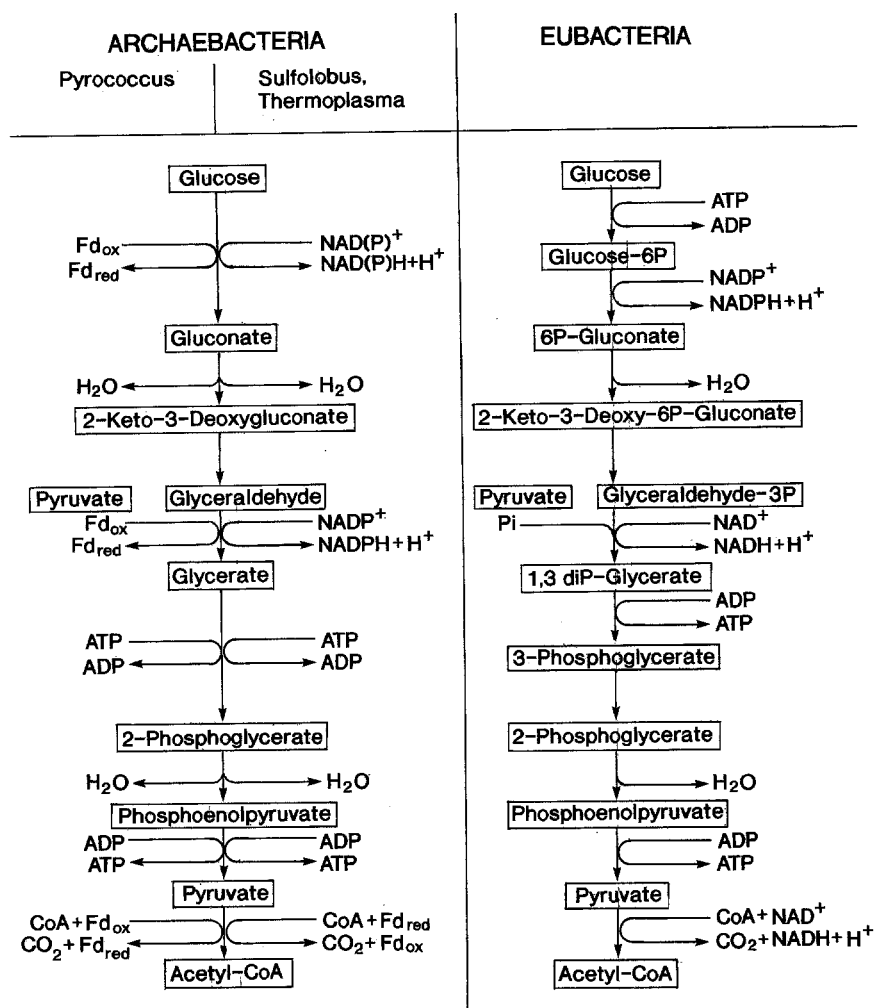 ARCHAEBACTERIA
Pyrococcus
Sulfolobus,
Thermoplasma
Glucose
Fdox
Fdred
NAD(P)+
NAD(P)H+H+
Gluconate
H2O
H2O
2-Keto-3-Deoxygluconate
Pyruvate
Glyceraldehyde
Fdox
Fdred
NADP+
NADPH+H+
Glycerate
ATP
ADP
ATP
ADP
2-Phosphoglycerate
H2O
H2O
Phosphoenolpyruvate
ADP
ATP
ADP
ATP
Pyruvate
CoA+Fdox
CO2+Fdred
CoA+Fdred
CO2+Fdox
Acetyl-CoA
EUBACTERIA
Glucose
ATP
ADP
Glucose-6P
NADP+
NADPH+H+
6P-Gluconate
H2O
2-Keto-3-Deoxy-6P-Gluconate
Pyruvate
Glyceraldehyde-3P
Pi
NAD+
NADH+H+
1,3 diP-Glycerate
ADP
ATP
3-Phosphoglycerate
2-Phosphoglycerate
H2O
Phosphoenolpyruvate
ADP
ATP
Pyruvate
CoA+NAD+
CO2+NADH+H+
Acetyl-CoA